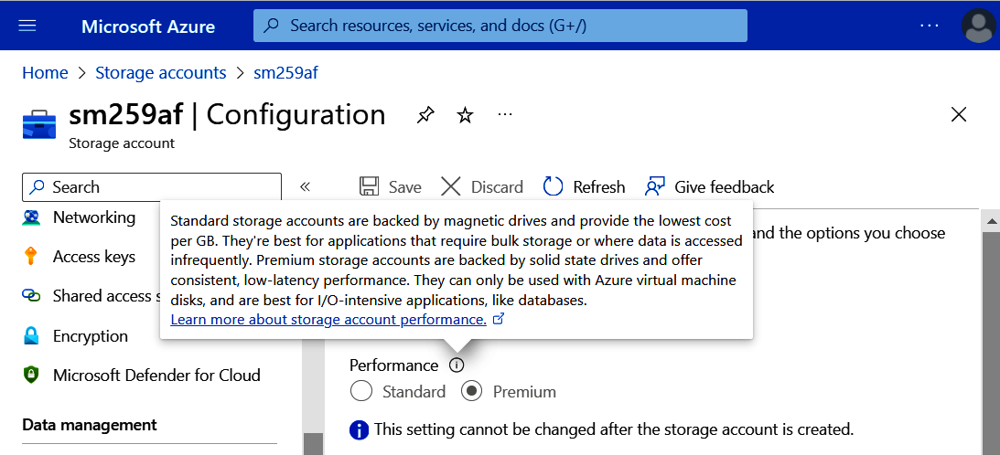 Microsoft Azure
Search resources, services, and docs (G+/)
...
Home > Storage accounts > sm259af
sm259af | Configuration
...
Storage account
Search
«
Save
Discard
Refresh
Give feedback
Networking
Access keys
Shared access s
Encryption
Microsoft Defender for Cloud
Data management
Standard storage accounts are backed by magnetic drives and provide the lowest cost
per GB. They're best for applications that require bulk storage or where data is accessed
infrequently. Premium storage accounts are backed by solid state drives and offer
consistent, low-latency performance. They can only be used with Azure virtual machine
disks, and are best for I/O-intensive applications, like databases.
Learn more about storage account performance.
and the options you choose
Performance
Standard
Premium
This setting cannot be changed after the storage account is created.